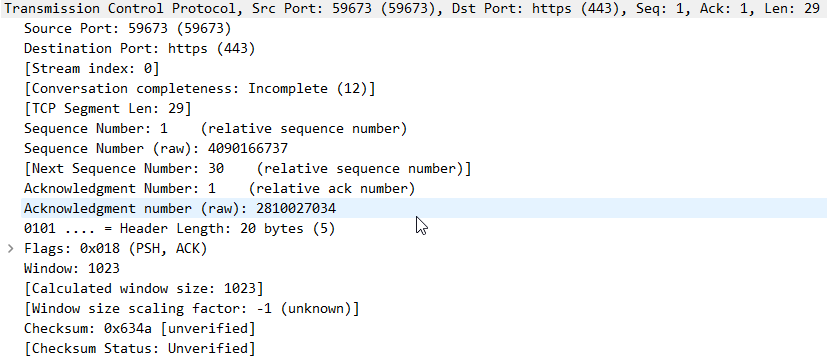 Transmission Control Protocol, Src Port: 59673 (59673), Dst Port: https (443), Seq: 1, Ack: 1, Len: 29
Source Port: 59673 (59673)
Destination Port: https (443)
[Stream index: 0]
[Conversation completeness: Incomplete (12)]
[TCP Segment Len: 29]
Sequence Number: 1    (relative sequence number)
Sequence Number (raw): 4090166737
[Next Sequence Number: 30    (relative sequence number)]
Acknowledgment Number: 1    (relative ack number)
Acknowledgment number (raw): 2810027034
0101 .... = Header Length: 20 bytes (5)
Flags: 0x018 (PSH, ACK)
Window: 1023
[Calculated window size: 1023]
[Window size scaling factor: -1 (unknown)]
Checksum: 0x634a [unverified]
[Checksum Status: Unverified]